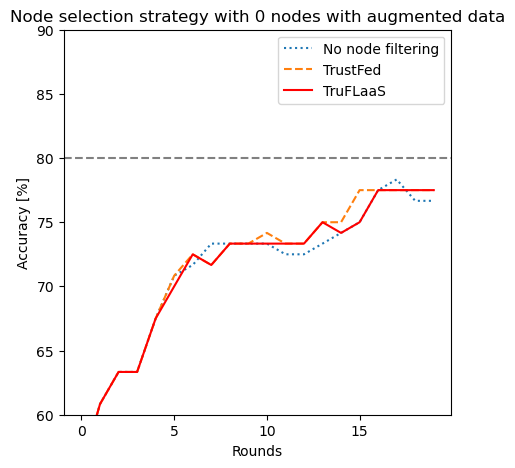 Node selection strategy with 0 nodes with augmented data
No node filtering
TrustFed
TruFLaaS
Accuracy [%]
90
85
80
75
70
65
60
0
5
10
15
Rounds